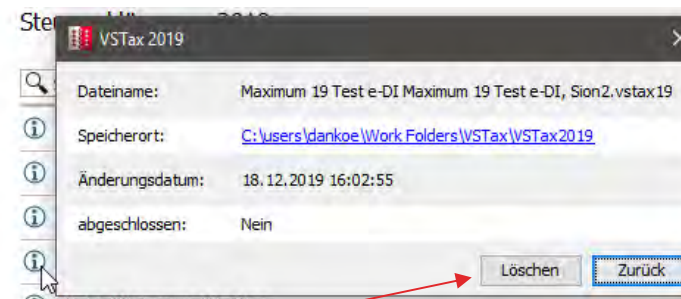 VSTax 2019
Dateiname: Maximum 19 Test e-DI Maximum 19 Test e-DI, Sion2.vstax19
Speicherort: C:\users\dankoe\Work Folders\VSTax\VSTax2019
Änderungsdatum: 18.12.2019 16:02:55
abgeschlossen: Nein
Löschen Zurück